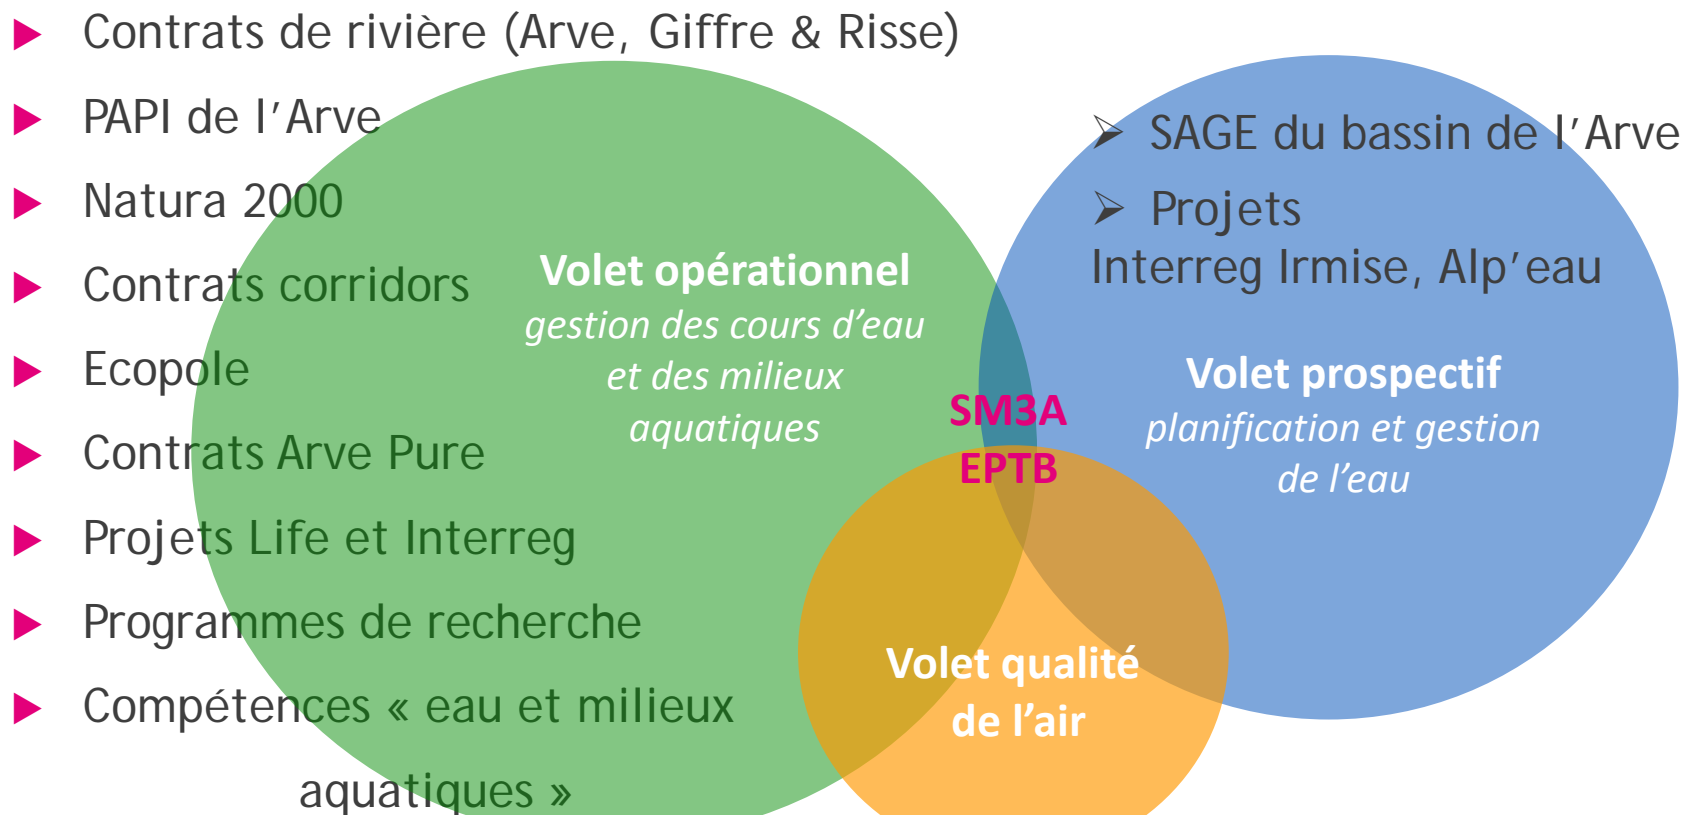 Contrats de rivière (Arve, Giffre & Risse)
PAPI de l’Arve
Natura 2000
Contrats corridors
Ecopole
Contrats Arve Pure
Projets Life et Interreg
Programmes de recherche
Compétences « eau et milieux
aquatiques »
Volet opérationnel
gestion des cours d’eau
et des milieux
aquatiques
SM3A
EPTB
SAGE du bassin de l’Arve
Projets
Interreg Irmise, Alp’eau
Volet prospectif
planification et gestion
de l’eau
Volet qualité
de l’air